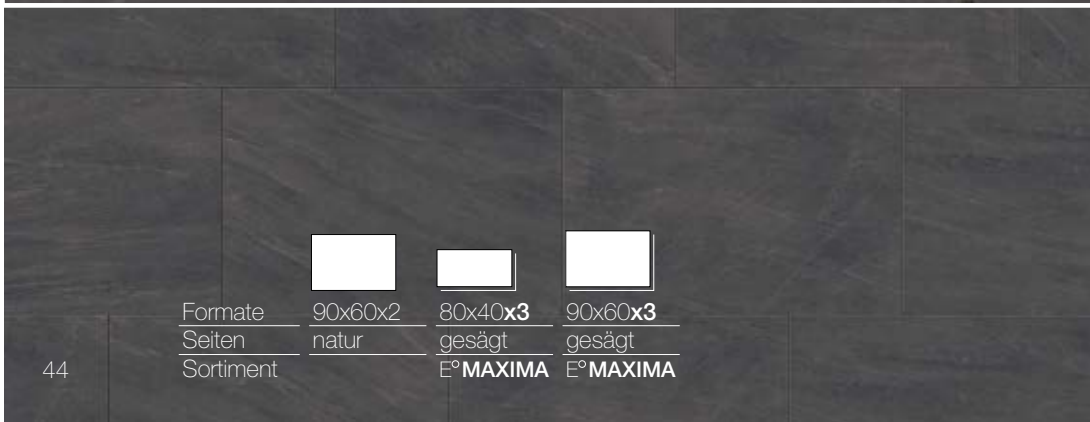 Formate 90x60x2 80x40x3 90x60x3
Seiten natur gesägt gesägt
44 Sortiment E°MAXIMA E°MAXIMA